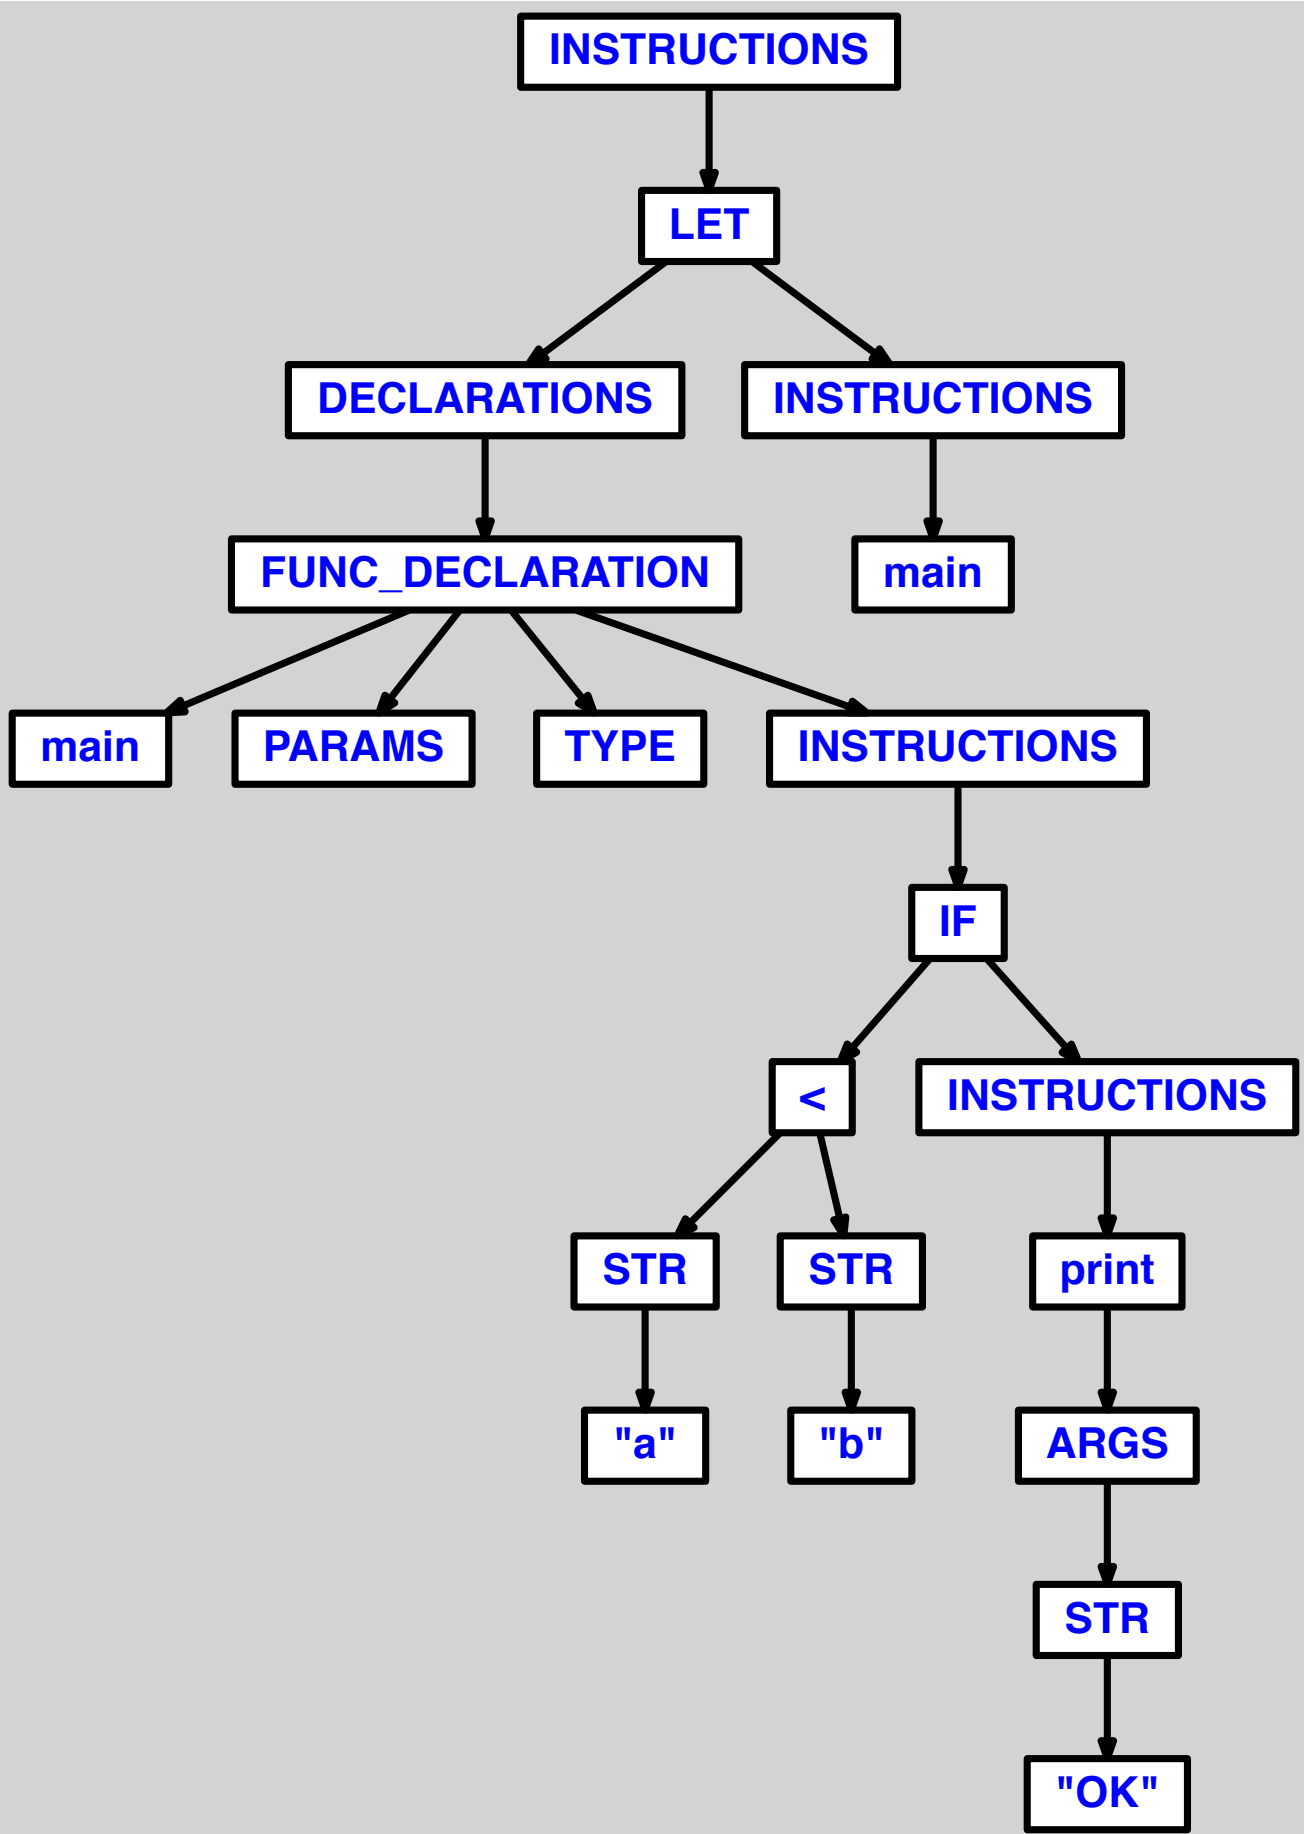 INSTRUCTIONS
LET
DECLARATIONS
INSTRUCTIONS
FUNC_DECLARATION
main
main
PARAMS
TYPE
INSTRUCTIONS
IF
<
INSTRUCTIONS
STR
STR
print
"a"
"b"
ARGS
STR
"OK"